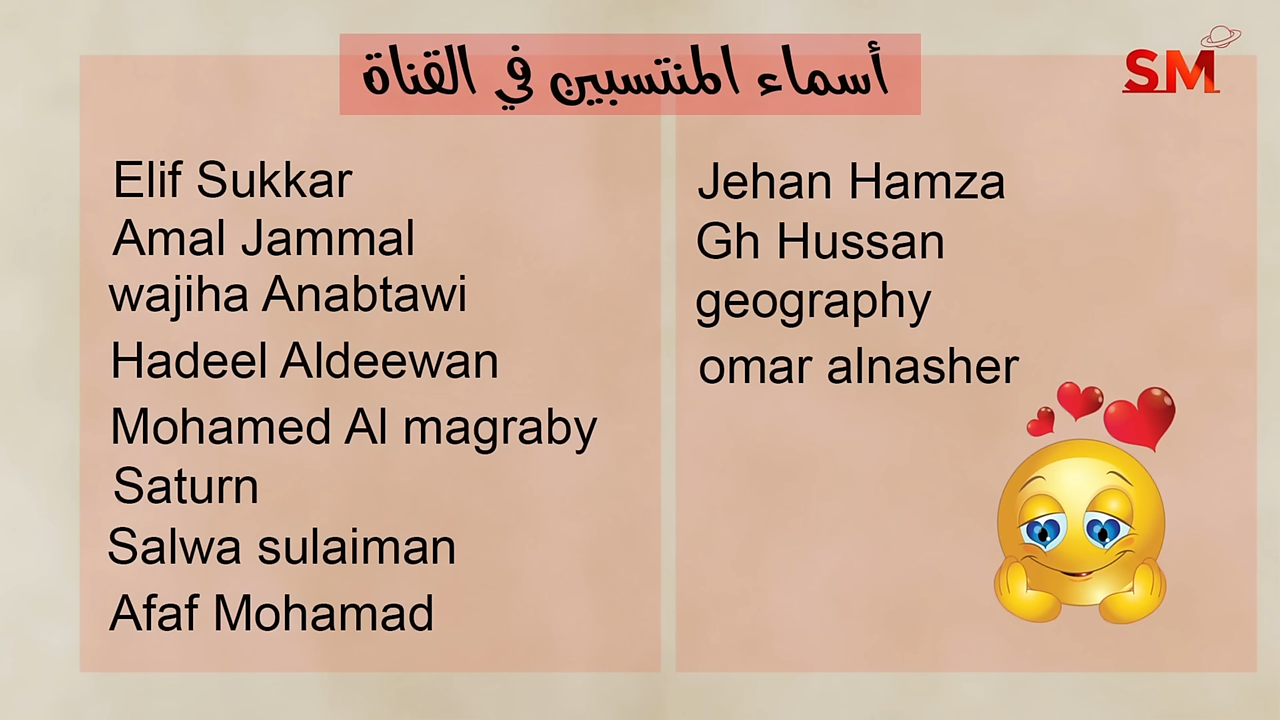 أسماء المنتسبين في القناة
SM
Elif Sukkar
Amal Jammal
wajiha Anabtawi
Hadeel Aldeewan
Mohamed Al magraby
Saturn
Salwa sulaiman
Afaf Mohamad
Jehan Hamza
Gh Hussan
geography
omar alnasher